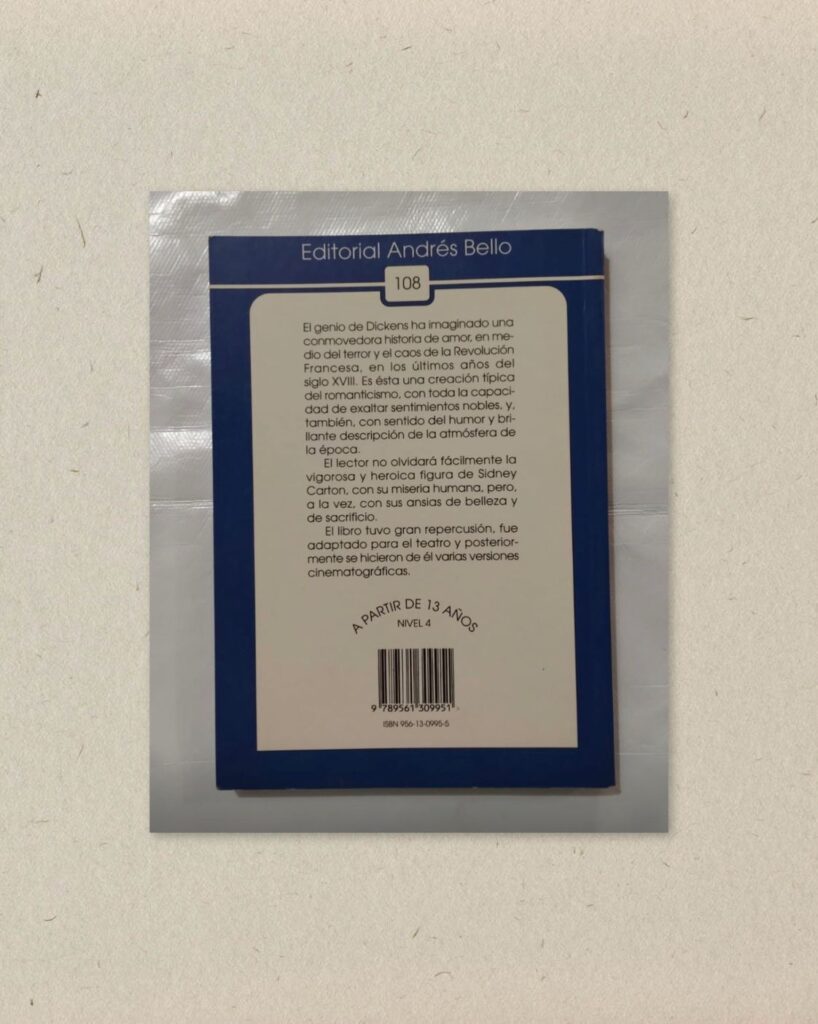 Editorial Andrés Bello
108
El genio de Dickens ha imaginado una
conmovedora historia de amor, en me-
dio del terror y el caos de la Revolución
Francesa, en los últimos años del
siglo XVIII. Es ésta una creación típica
del romanticismo, con toda la capaci-
dad de exaltar sentimientos nobles, y,
también, con sentido del humor y bri-
llante descripción de la atmósfera de
la época.
El lector no olvidará fácilmente la
vigorosa y heroica figura de Sidney
Carton, con su miseria humana, pero,
a la vez, con sus ansias de belleza y
de sacrificio.
El libro tuvo gran repercusión, fue
adaptado para el teatro y posterior-
mente se hicieron de él varias versiones
cinematográficas.
A PARTIR DE 13 AÑOS
NIVEL 4
9 789561 309951
ISBN 956-13-0995-5